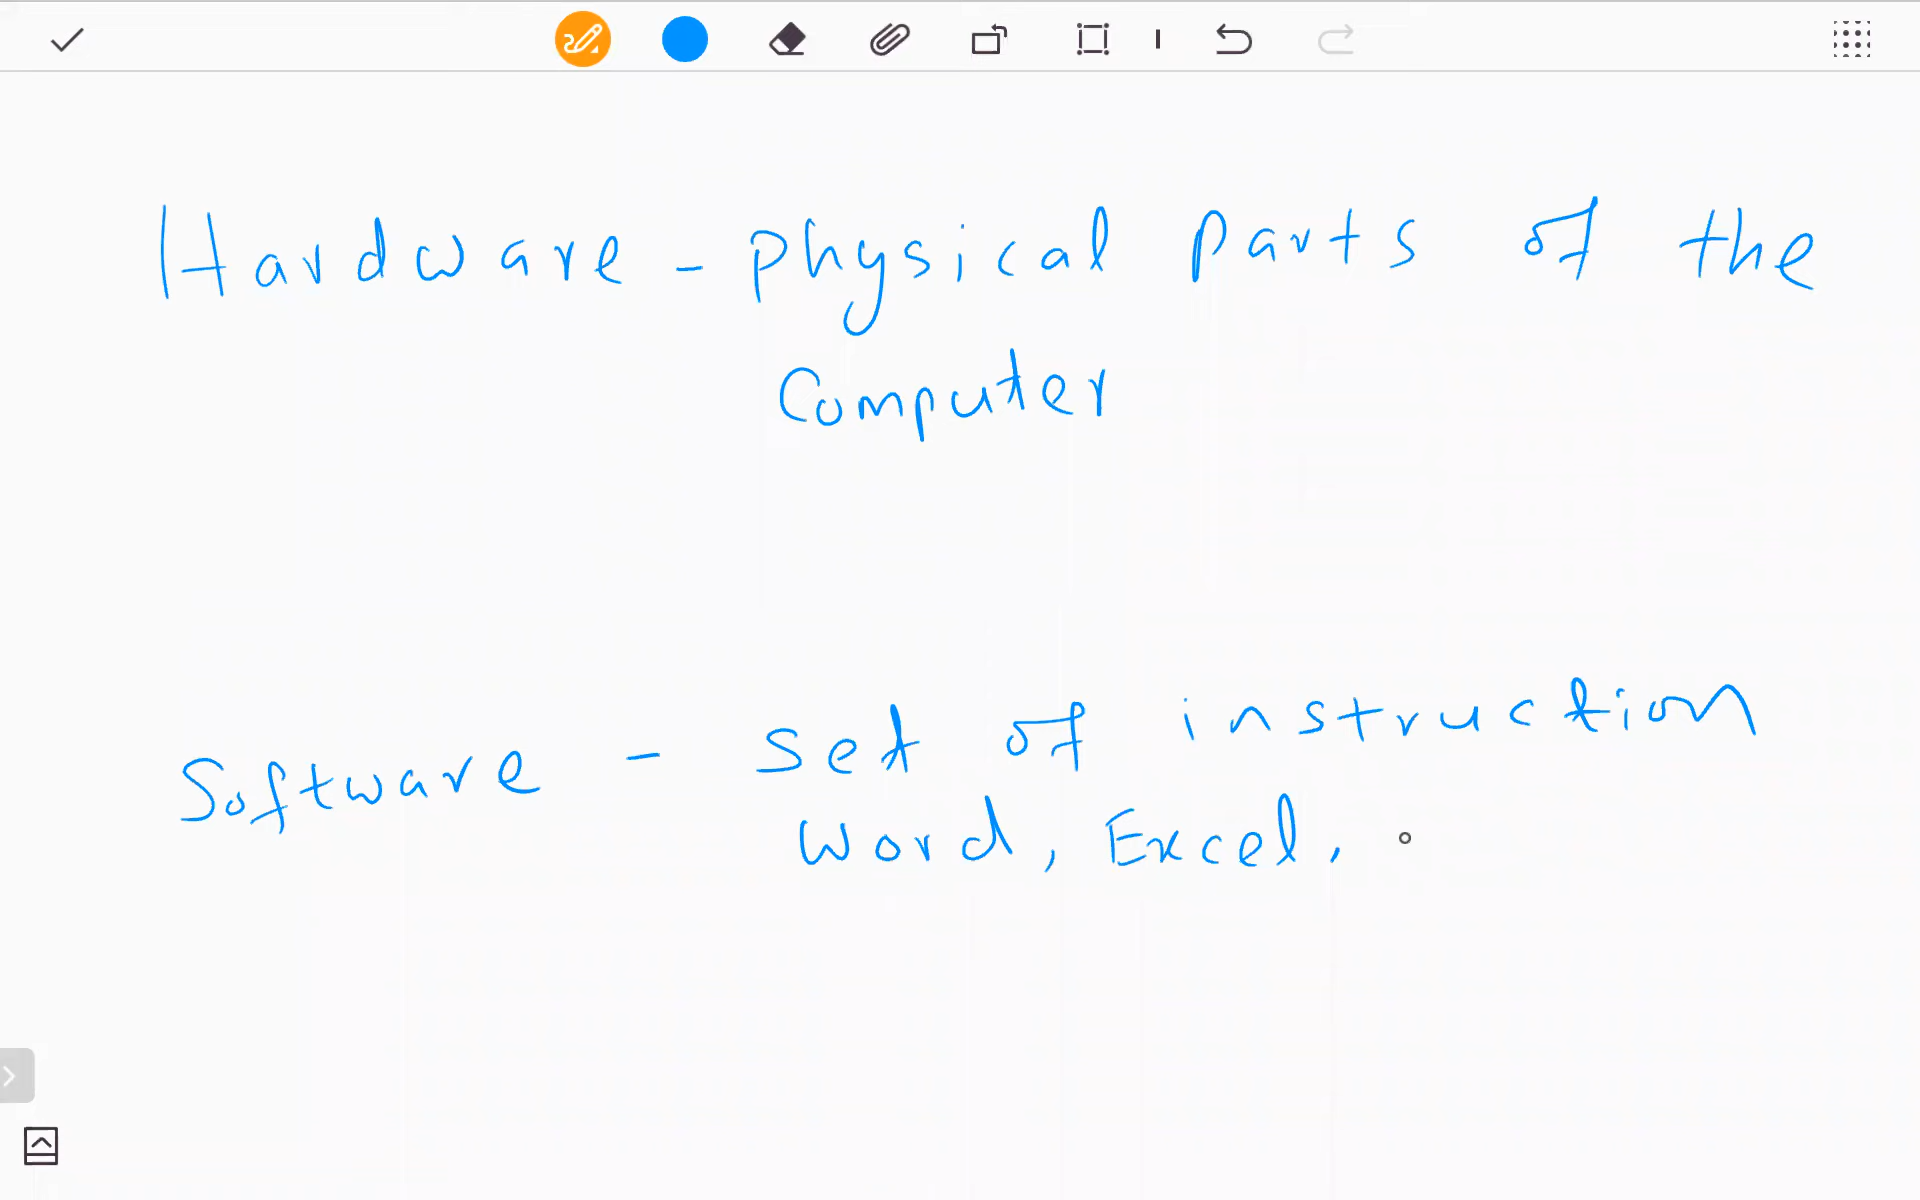 Hardware - Physical Parts of the
Computer
Software - set of instruction
Word, Excel,